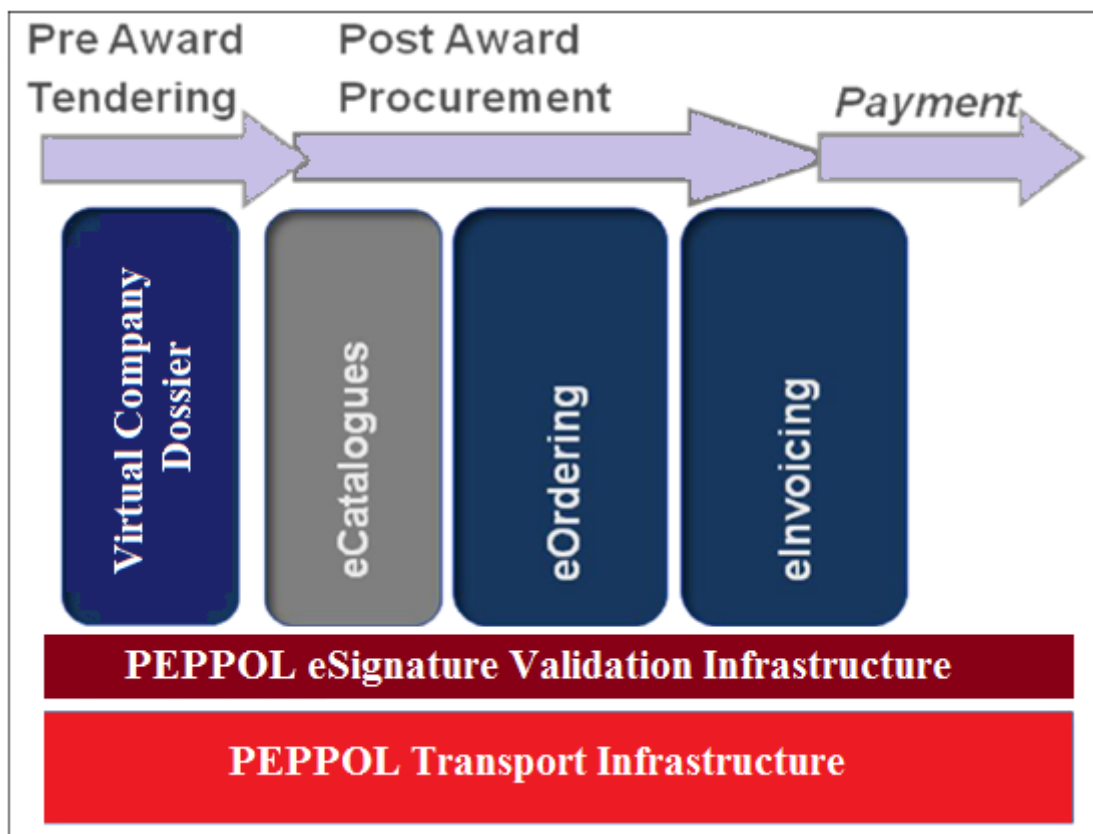 Pre Award
Tendering
Post Award
Procurement
Payment
Virtual Company
Dossier
eCatalogues
eOrdering
eInvoicing
PEPPOL eSignature Validation Infrastructure
PEPPOL Transport Infrastructure